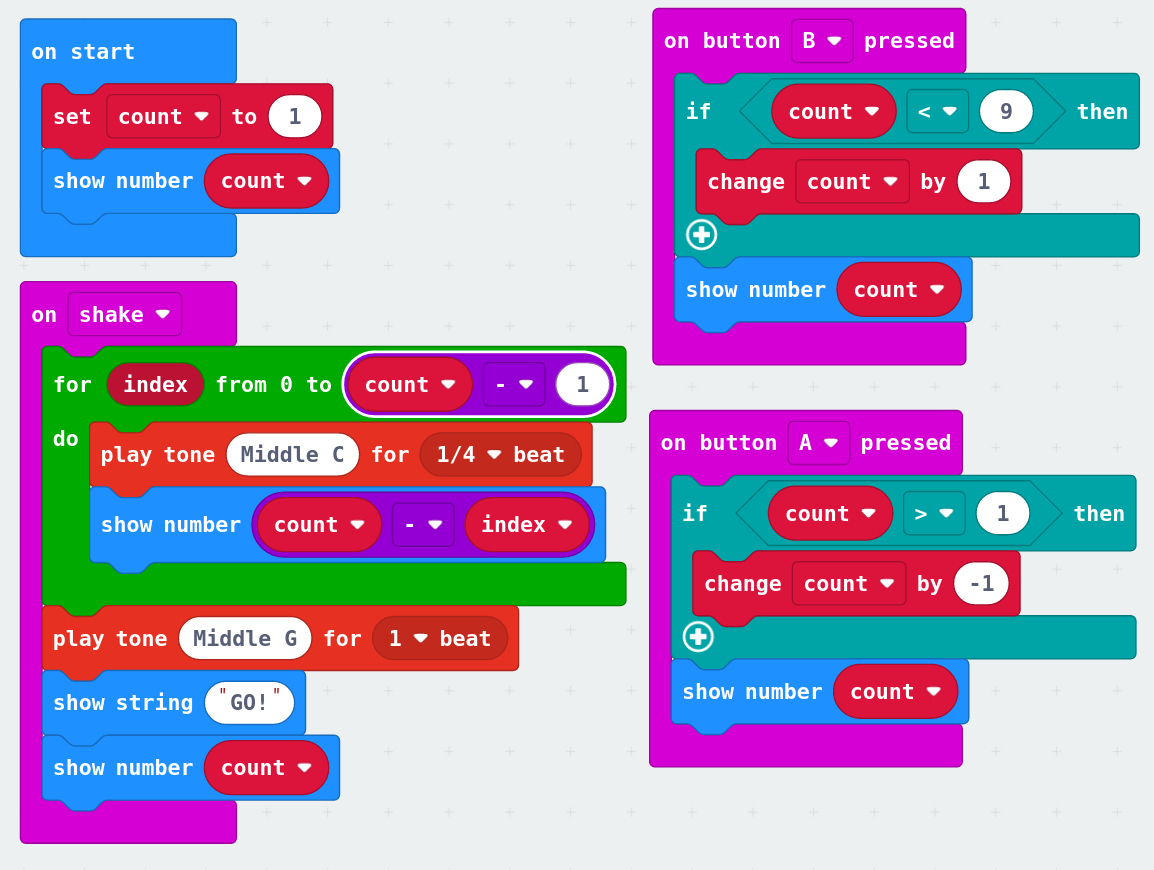 on start
set count to 1
show number count
on shake
for index from 0 to count - 1
do
play tone Middle C for 1/4 beat
show number count - index
play tone Middle G for 1 beat
show string "GO!"
show number count
on button B pressed
if count < 9 then
change count by 1
show number count
on button A pressed
if count > 1 then
change count by -1
show number count